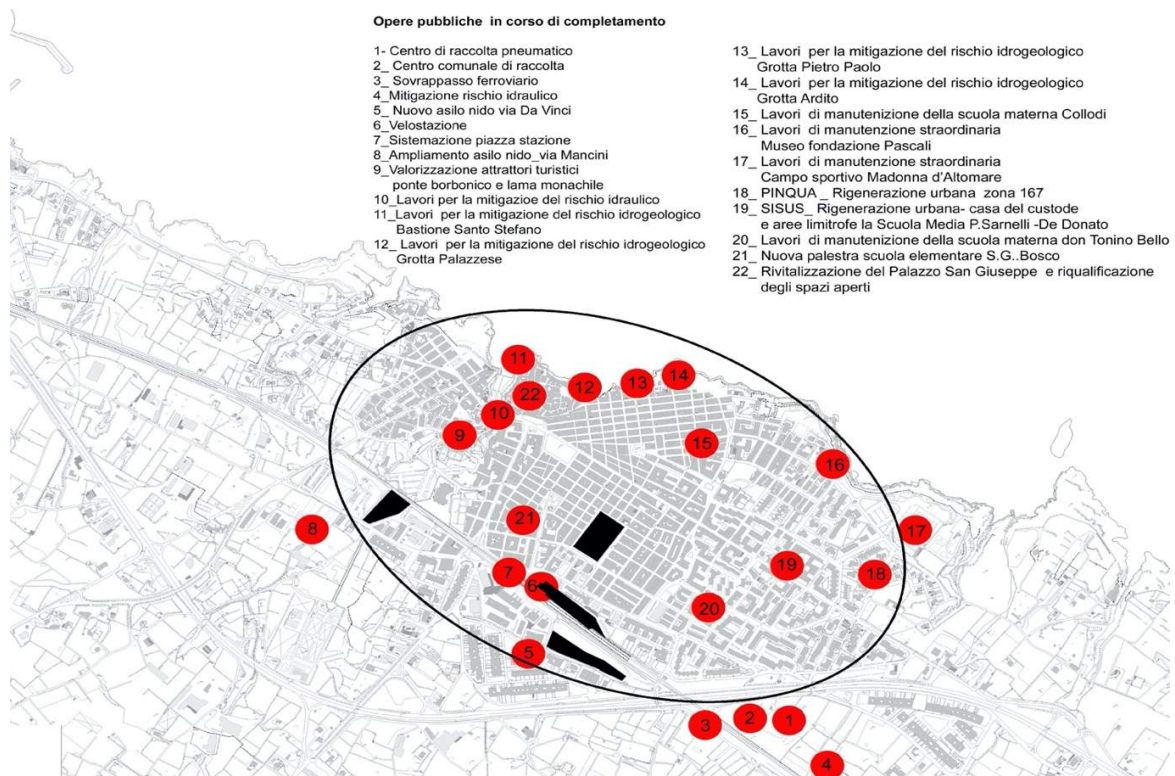 Opere pubbliche in corso di completamento
1- Centro di raccolta pneumatico
2_ Centro comunale di raccolta
3_ Sovrappasso ferroviario
4_Mitigazione rischio idraulico
5_ Nuovo asilo nido via Da Vinci
6_Velostazione
7_Sistemazione piazza stazione
8_Ampliamento asilo nido_via Mancini
9_Valorizzazione attrattori turistici
ponte borbonico e lama monachile
10_Lavori per la mitigazioe del rischio idraulico
11_Lavori per la mitigazione del rischio idrogeologico
Bastione Santo Stefano
12_ Lavori per la mitigazione del rischio idrogeologico
Grotta Palazzese
13_ Lavori per la mitigazione del rischio idrogeologico
Grotta Pietro Paolo
14_ Lavori per la mitigazione del rischio idrogeologico
Grotta Ardito
15_ Lavori di manutenzione della scuola materna Collodi
16_ Lavori di manutenzione straordinaria
Museo fondazione Pascali
17_ Lavori di manutenzione straordinaria
Campo sportivo Madonna d'Altomare
18_ PINQUA _ Rigenerazione urbana zona 167
19_ SISUS_ Rigenerazione urbana- casa del custode
e aree limitrofe la Scuola Media P.Sarnelli -De Donato
20_ Lavori di manutenizione della scuola materna don Tonino Bello
21_ Nuova palestra scuola elementare S.G..Bosco
22_ Rivitalizzazione del Palazzo San Giuseppe e riqualificazione
degli spazi aperti
11
14
13
12
22
10
9
15
16
21
8
17
7
6
19
18
20
5
3
2
1
4